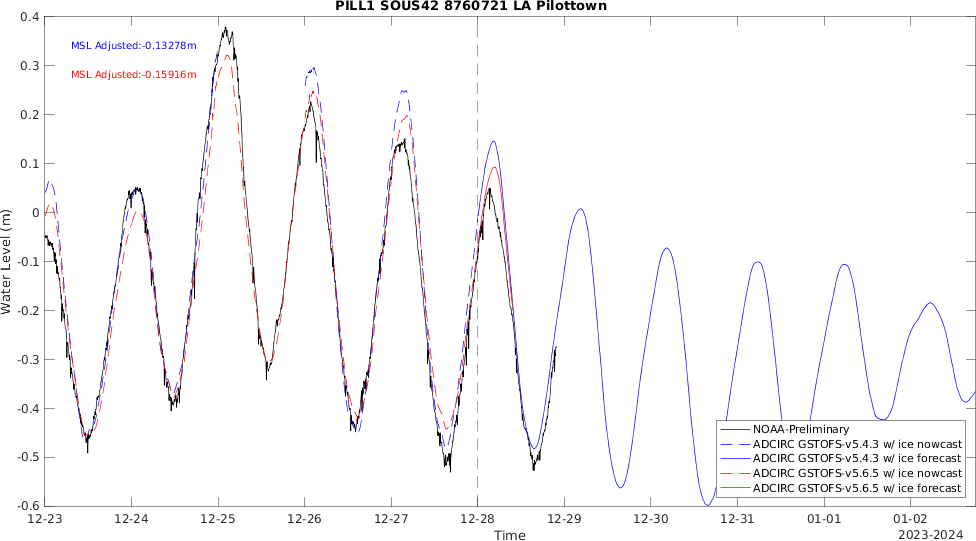 PILL1 SOUS42 8760721 LA Pilottown
MSL Adjusted:-0.13278m
MSL Adjusted:-0.15916m
0.4
0.3
0.2
0.1
0
-0.1
-0.2
-0.3
-0.4
-0.5
-0.6
Water Level (m)
NOAA-Preliminary
ADCIRC GSTOFS-v5.4.3 w/ ice nowcast
ADCIRC GSTOFS-v5.4.3 w/ ice forecast
ADCIRC GSTOFS-v5.6.5 w/ ice nowcast
ADCIRC GSTOFS-v5.6.5 w/ ice forecast
12-23 12-24 12-25 12-26 12-27 12-28 12-29 12-30 12-31 01-01 01-02
Time
2023-2024